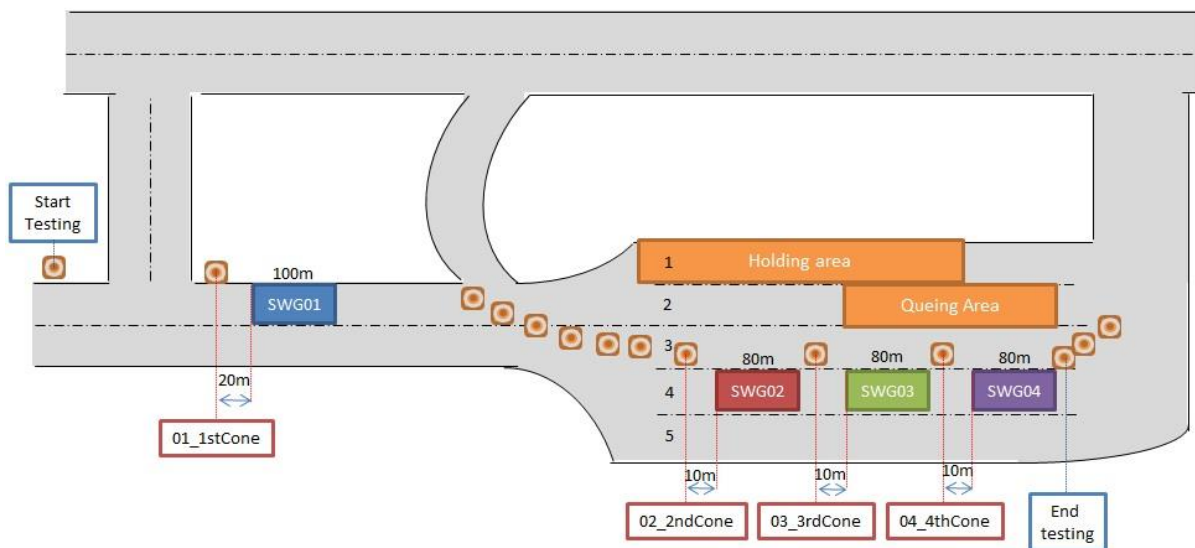 Start
Testing
100m
SWG01
20m
01_1stCone
1
Holding area
2
Queing Area
3
80m
80m
80m
4
SWG02
SWG03
SWG04
5
10m
10m
10m
02_2ndCone
03_3rdCone
04_4thCone
End
testing